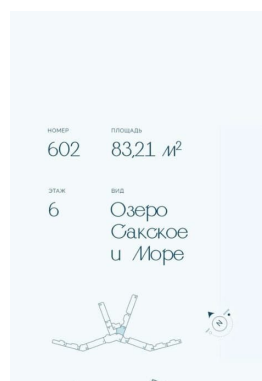 НОМЕР ПЛОЩАДЬ
602 83,21 м²
ЭТАЖ ВИД
6 Озеро
Сакское
и Море
N